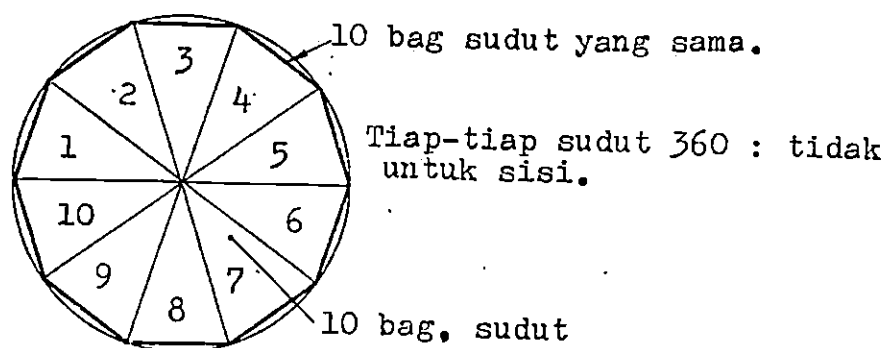 10 bag sudut yang sama.
3
2
4
Tiap-tiap sudut 360 : tidak
untuk sisi.
1
5
10
6
9
7
8
10 bag, sudut